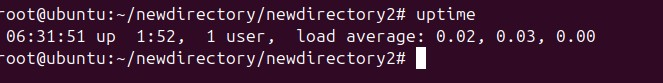 root@ubuntu:~/newdirectory/newdirectory2# uptime
 06:31:51 up  1:52,  1 user,  load average: 0.02, 0.03, 0.00
root@ubuntu:~/newdirectory/newdirectory2#